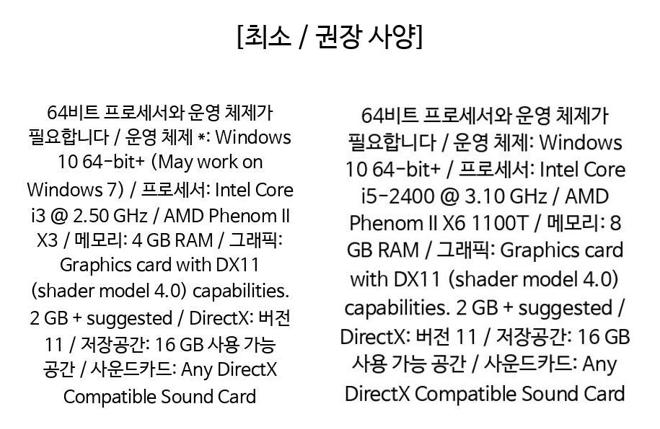 [최소 / 권장 사양]
64비트 프로세서와 운영 체제가
필요합니다 / 운영 체제 *: Windows
10 64-bit+ (May work on
Windows 7) / 프로세서: Intel Core
i3 @ 2.50 GHz / AMD Phenom II
X3 / 메모리: 4 GB RAM / 그래픽:
Graphics card with DX11
(shader model 4.0) capabilities.
2 GB + suggested / DirectX: 버전
11 / 저장공간: 16 GB 사용 가능
공간 / 사운드카드: Any DirectX
Compatible Sound Card
64비트 프로세서와 운영 체제가
필요합니다 / 운영 체제: Windows
10 64-bit+ / 프로세서: Intel Core
i5-2400 @ 3.10 GHz / AMD
Phenom II X6 1100T / 메모리: 8
GB RAM / 그래픽: Graphics card
with DX11 (shader model 4.0)
capabilities. 2 GB + suggested /
DirectX: 버전 11 / 저장공간: 16 GB
사용 가능 공간 / 사운드카드: Any
DirectX Compatible Sound Card